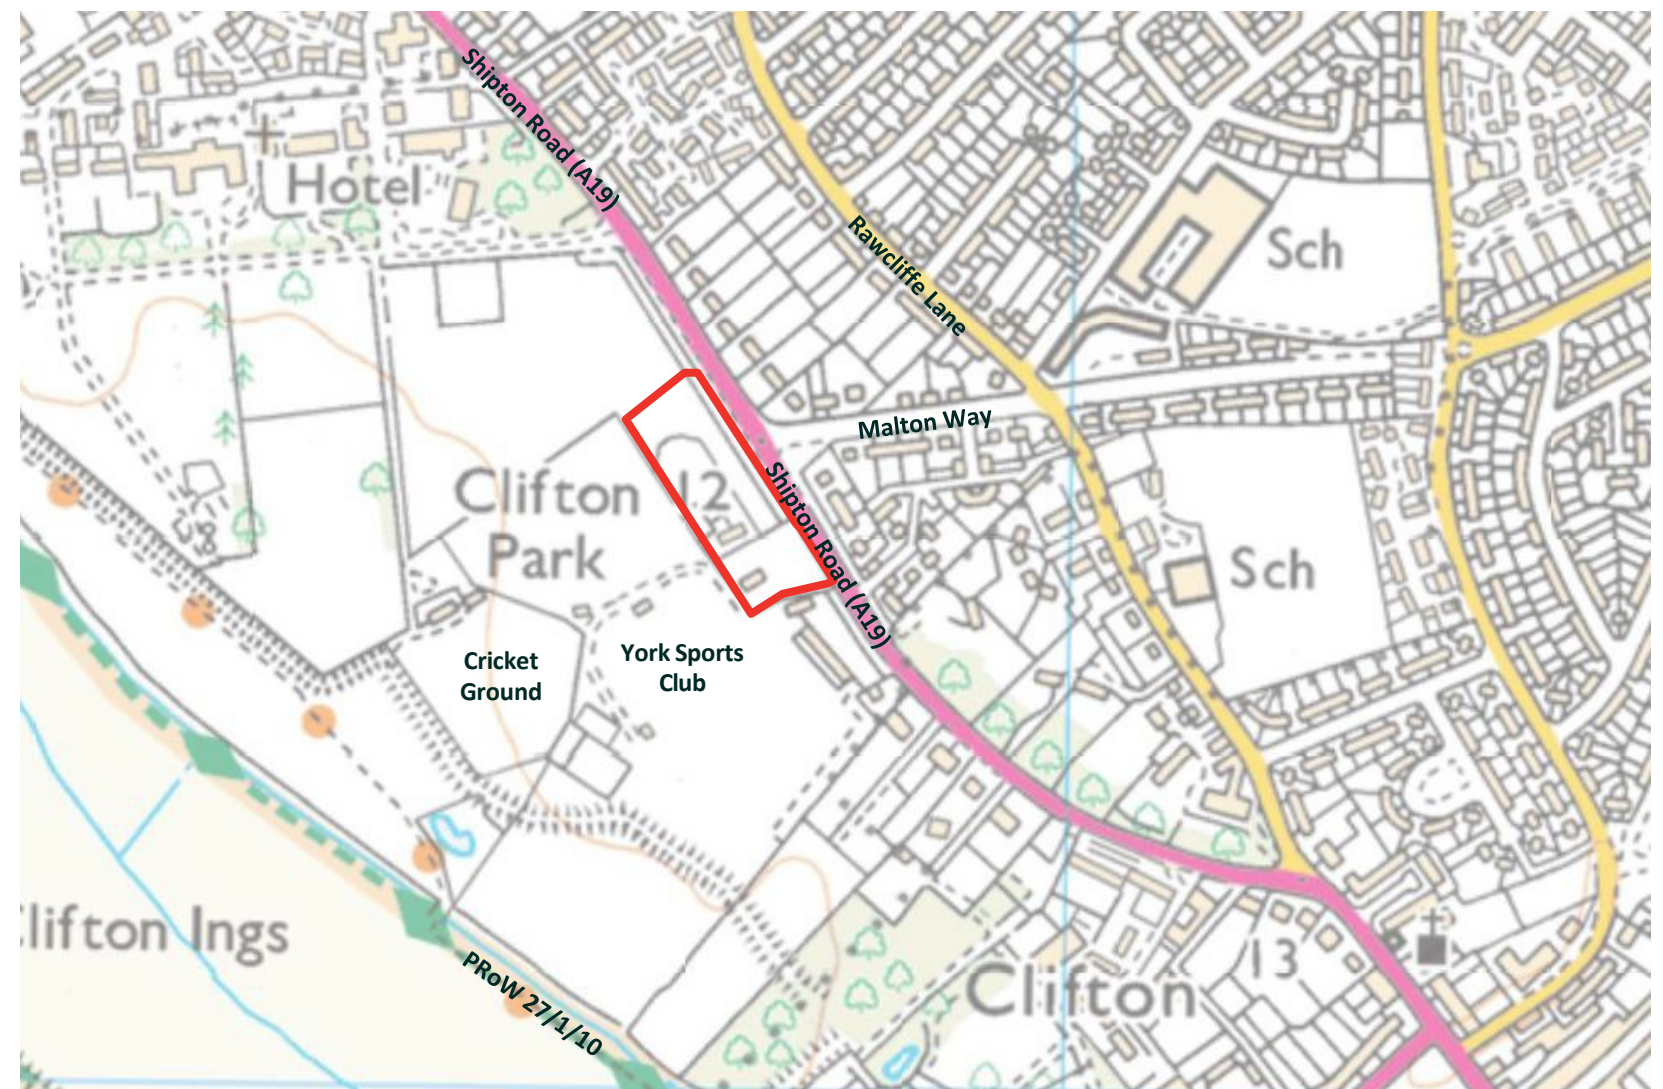 Shipton Road (A19)
Hotel
Rawcliffe Lane
Sch
Malton Way
Clifton
Park
12
Shipton Road (A19)
Sch
Cricket
Ground
York Sports
Club
lifton Ings
PRoW 27/1/10
Clifton
13